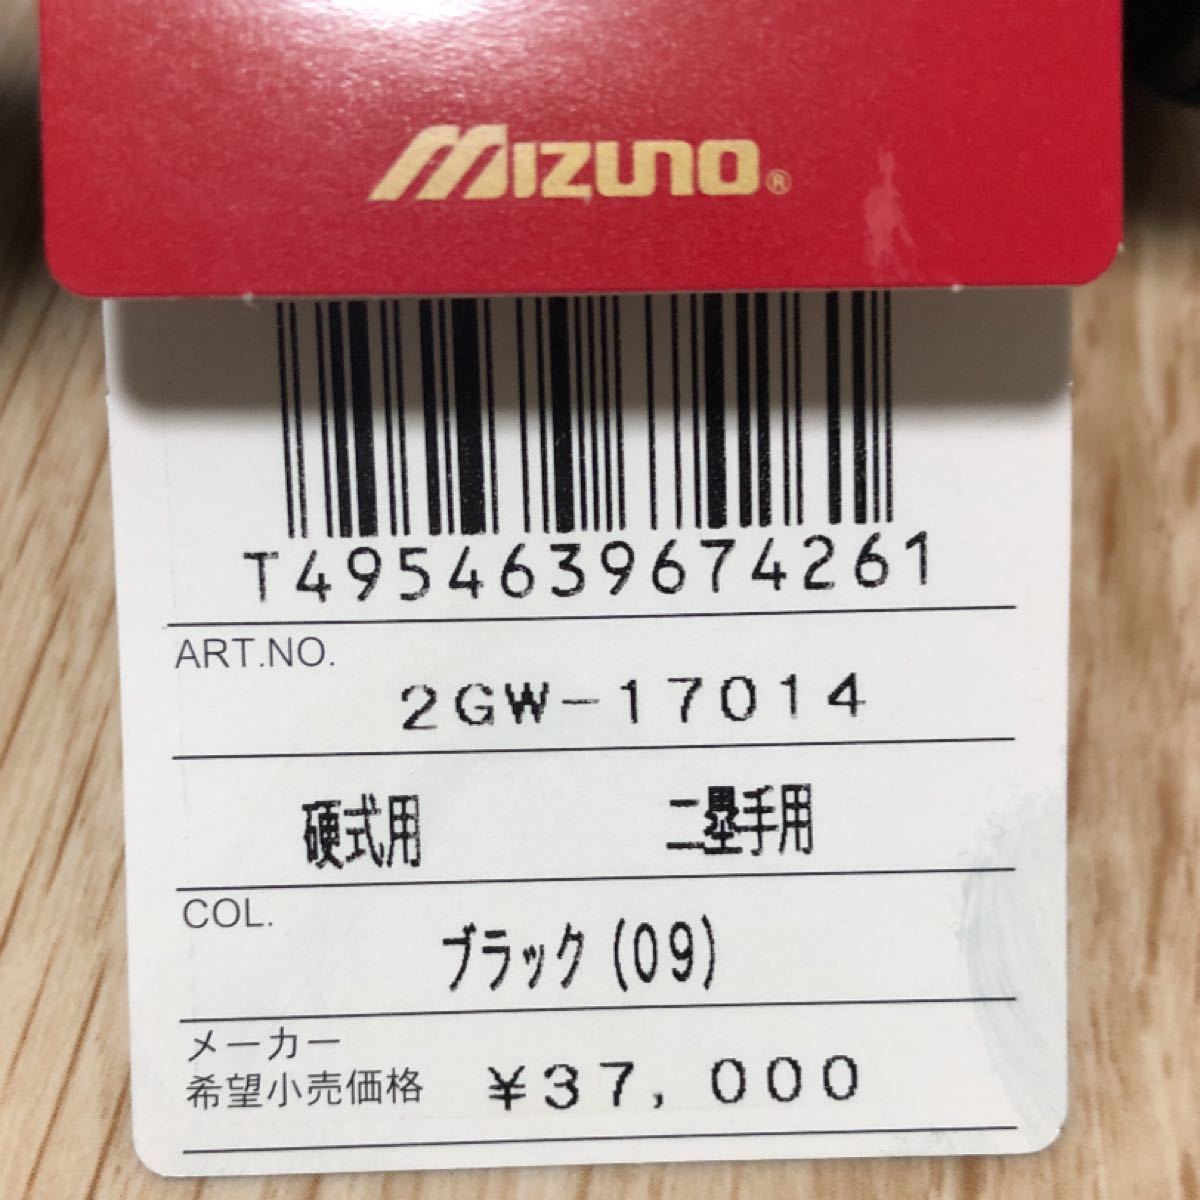 MIZUNO®
T4954639674261
ART.NO.
2GW-17014
硬式用 二塁手用
COL.
ブラック(09)
メーカー
希望小売価格 ¥37,000